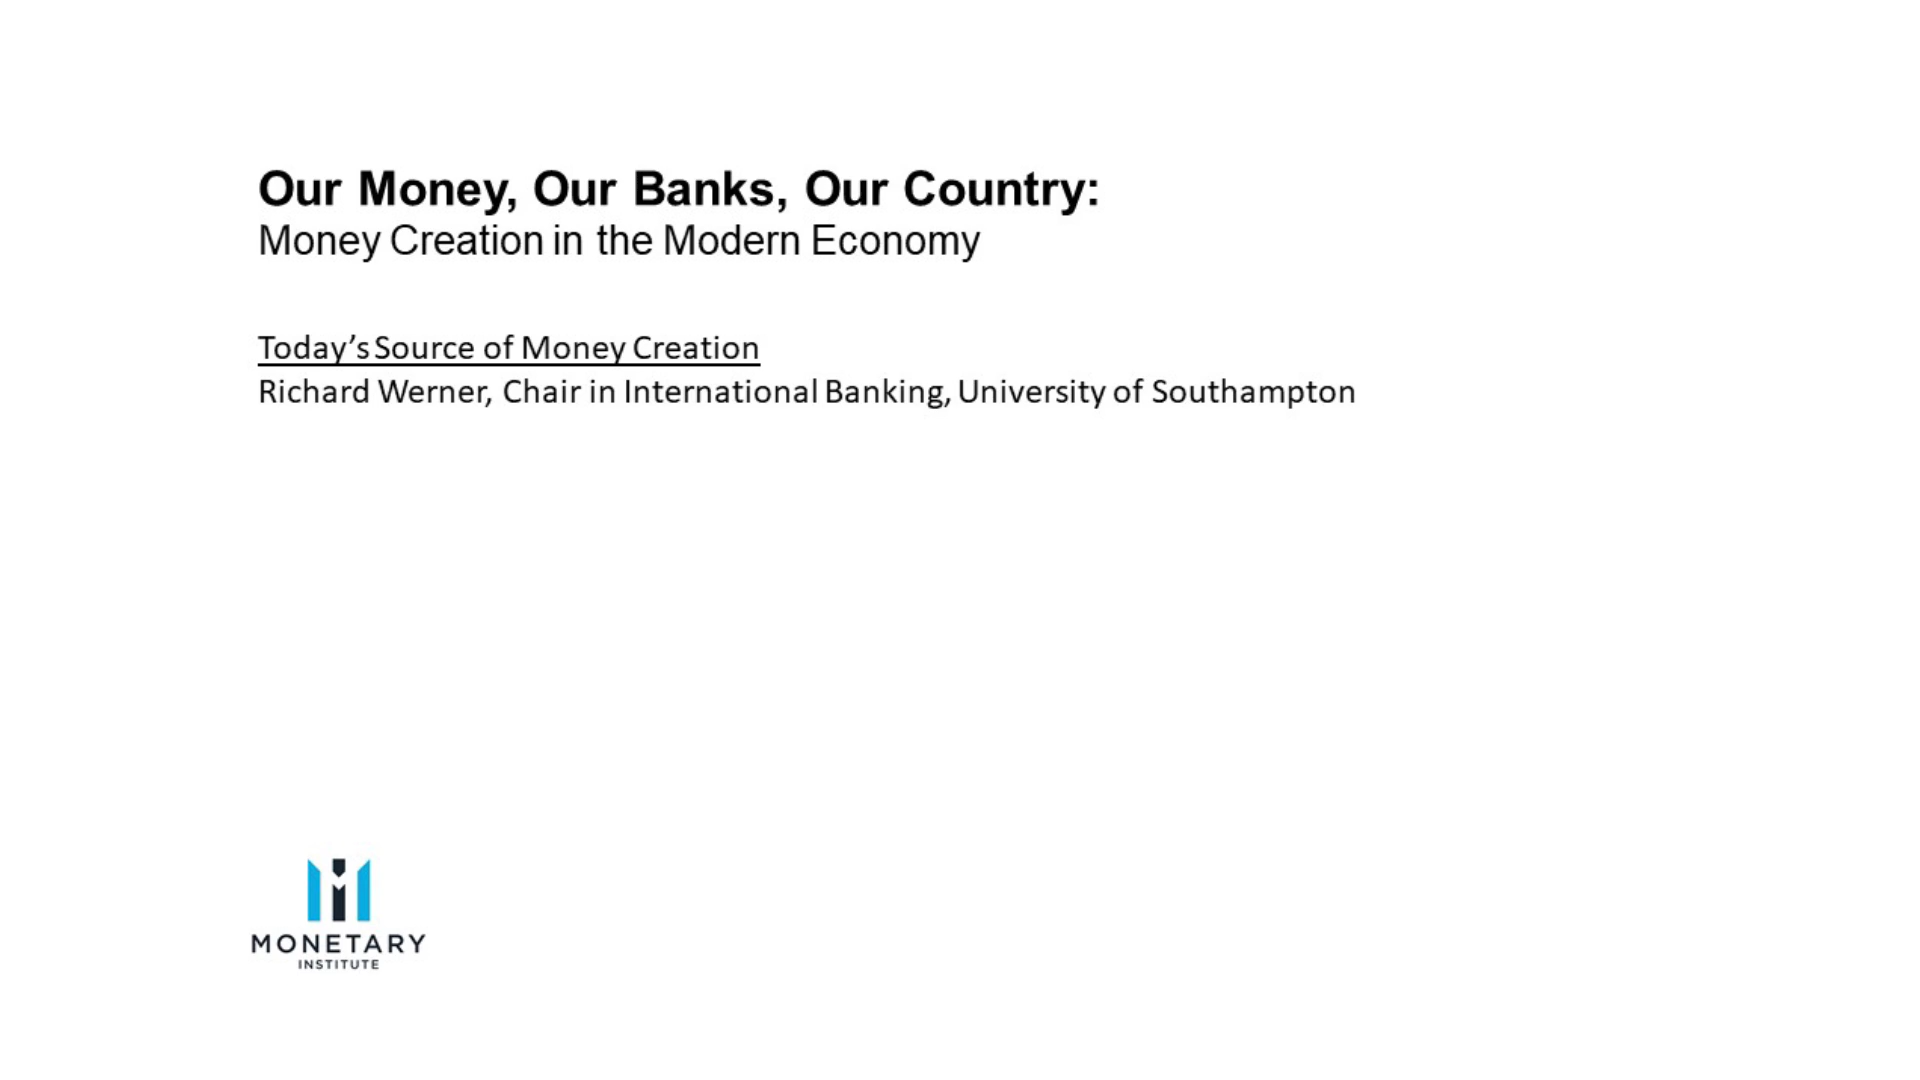 Our Money, Our Banks, Our Country:
Money Creation in the Modern Economy
Today’s Source of Money Creation
Richard Werner, Chair in International Banking, University of Southampton
MONETARY
INSTITUTE